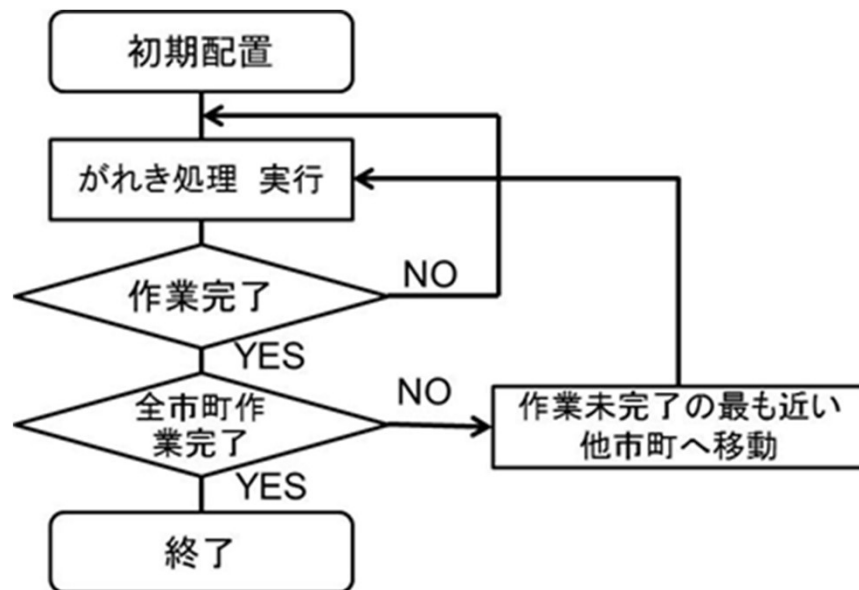 初期配置
がれき処理 実行
作業完了
NO
YES
全市町作
業完了
NO
作業未完了の最も近い
他市町へ移動
YES
終了